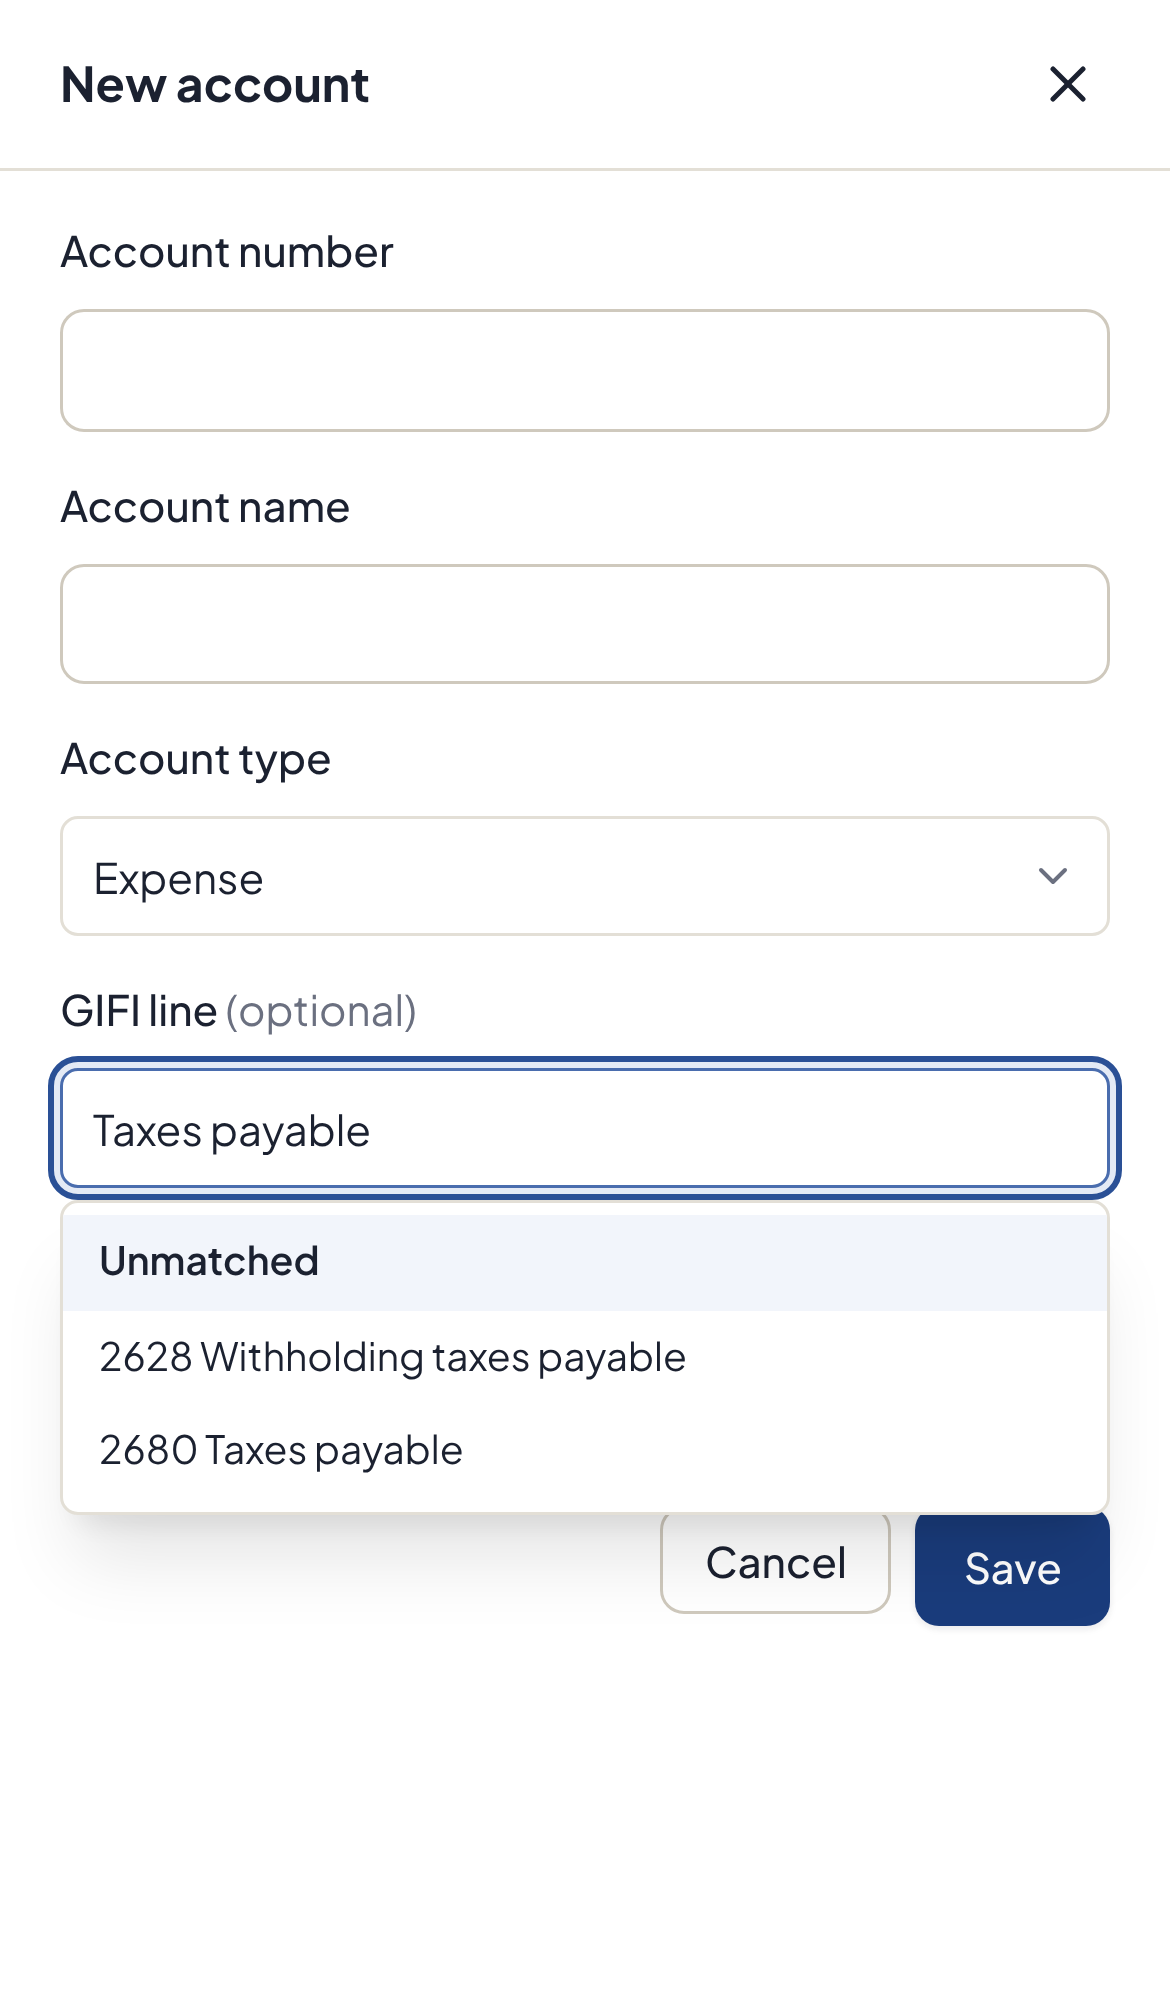 New account
Account number
Account name
Account type
Expense
GIFI line (optional)
Taxes payable
Unmatched
2628 Withholding taxes payable
2680 Taxes payable
Cancel
Save